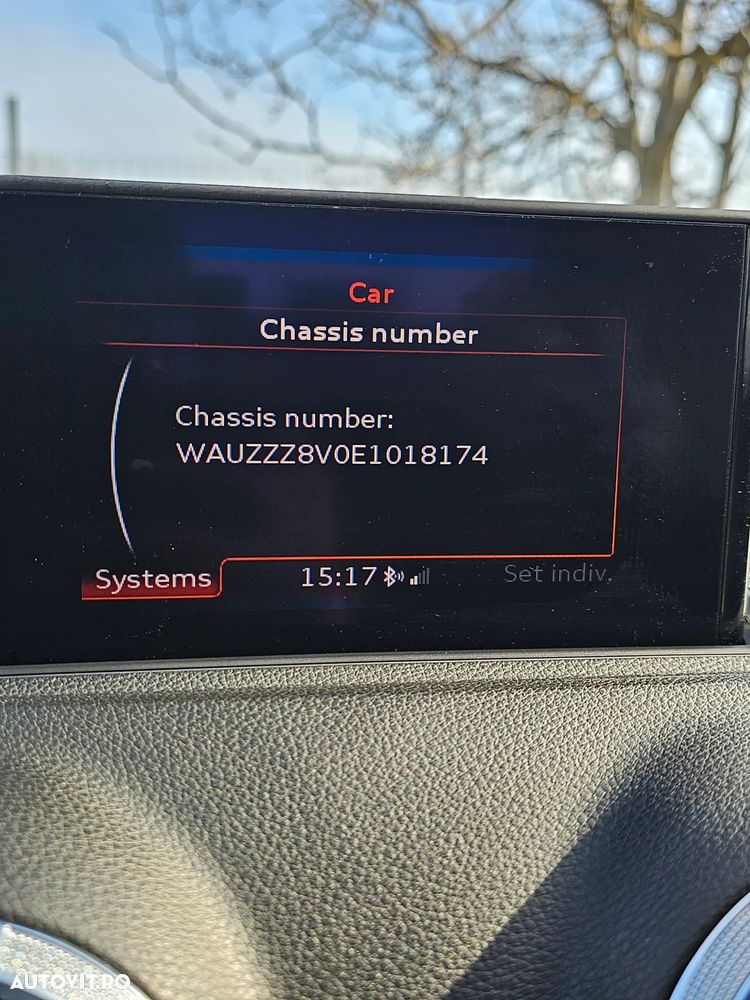 Car
Chassis number
Chassis number:
WAUZZZ8V0E1018174
Systems
15:17
Set indiv.
AUTOVIT.RO